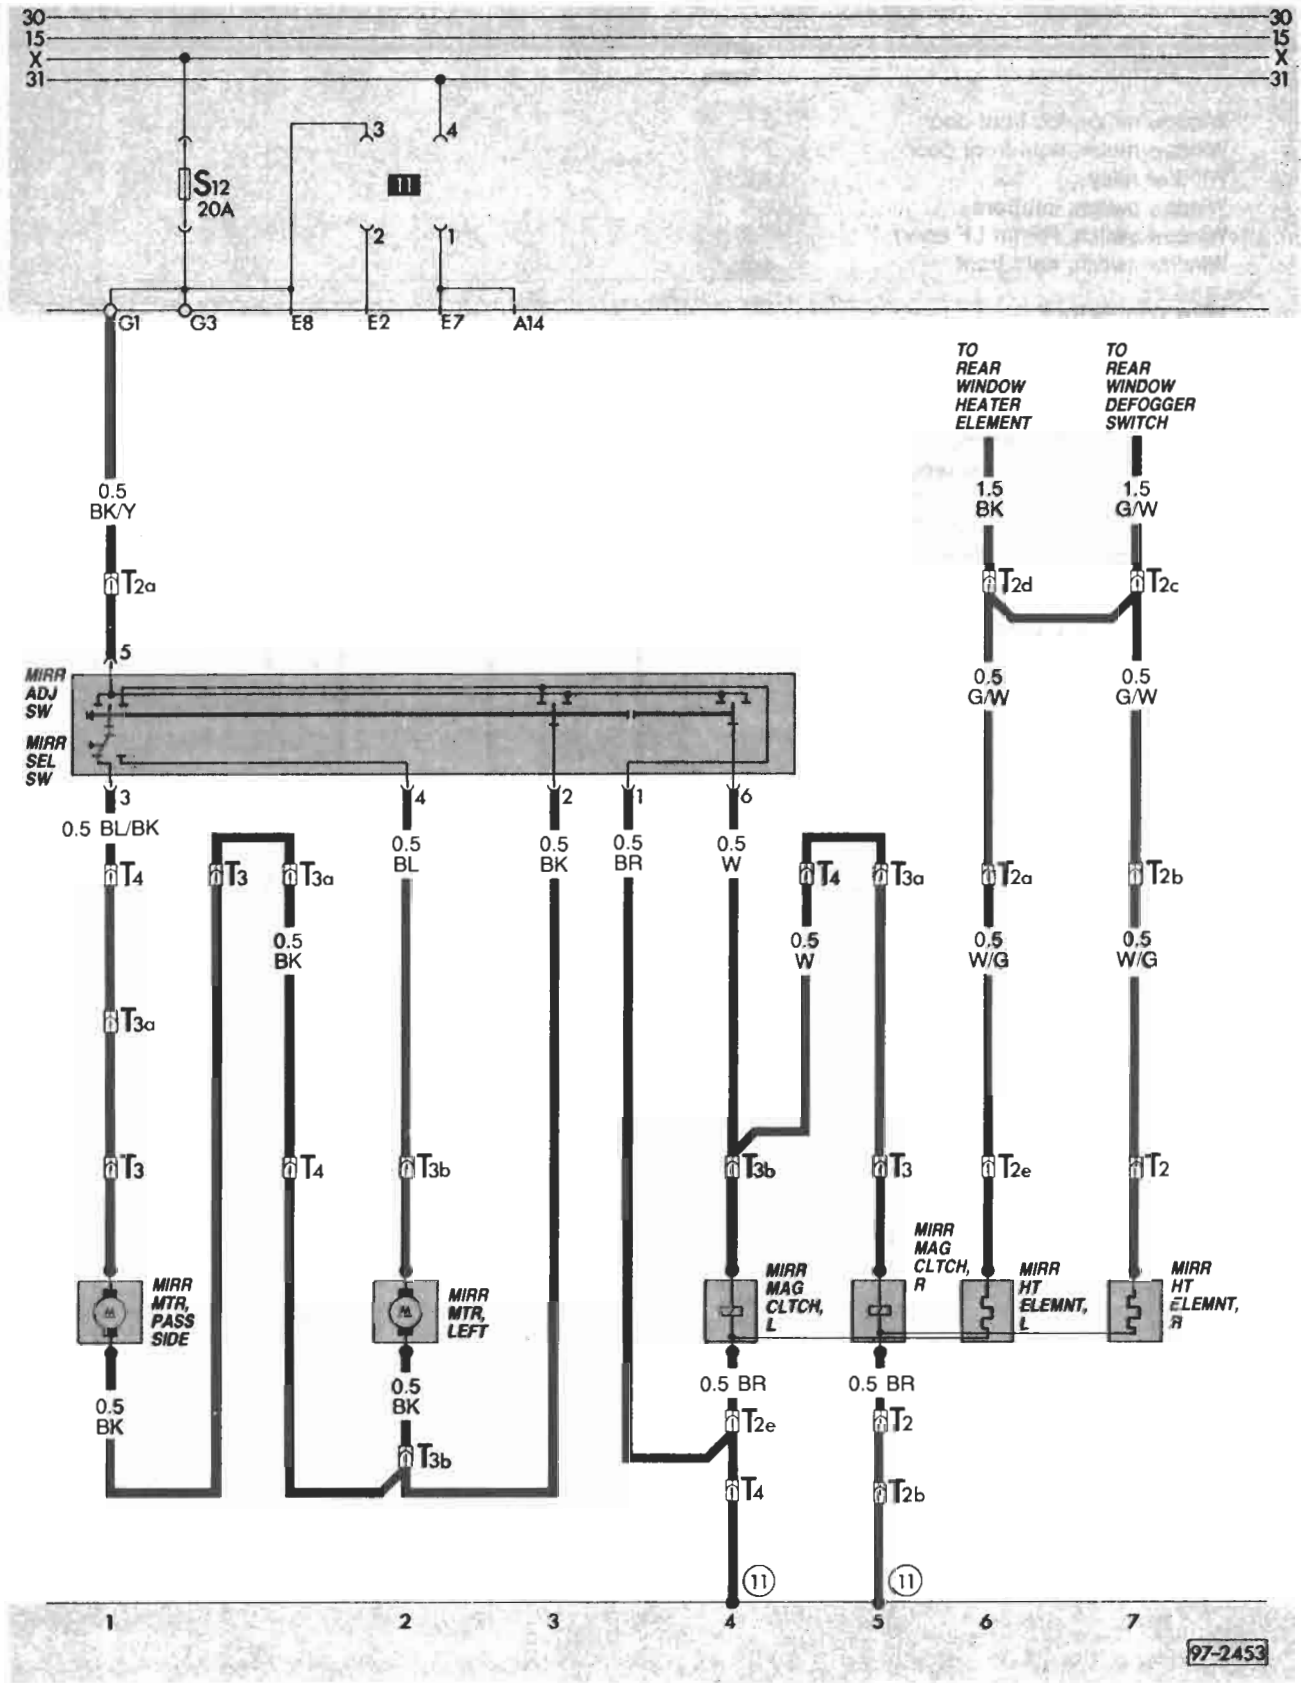 30 30
15 15
X X
31 31
3 4
S12
20A
11
2 1
G1 G3 E8 E2 E7 A14
TO
REAR
WINDOW
HEATER
ELEMENT
TO
REAR
WINDOW
DEFOGGER
SWITCH
0.5
BK/Y
1.5
BK
1.5
G/W
T2a
T2d
T2c
5
MIRR
ADJ
SW
MIRR
SEL
SW
0.5
G/W
0.5
G/W
3 4 2 1 6
0.5 BL/BK
0.5
BL
0.5
BK
0.5
BR
0.5
W
T4 T3 T3a T4 T3a T2a T2b
0.5
BK
0.5
W
0.5
W/G
0.5
W/G
T3a
T3 T4 T3b T3b T3 T2e T2
MIRR
MTR,
PASS
SIDE
MIRR
MTR,
LEFT
MIRR
MAG
CLTCH,
L
MIRR
MAG
CLTCH,
R
MIRR
HT
ELEMNT,
L
MIRR
HT
ELEMNT,
R
M M
0.5
BK
0.5
BK
0.5 BR
0.5 BR
T2e T2
T3b
T4 T2b
11 11
1 2 3 4 5 6 7
97-2453